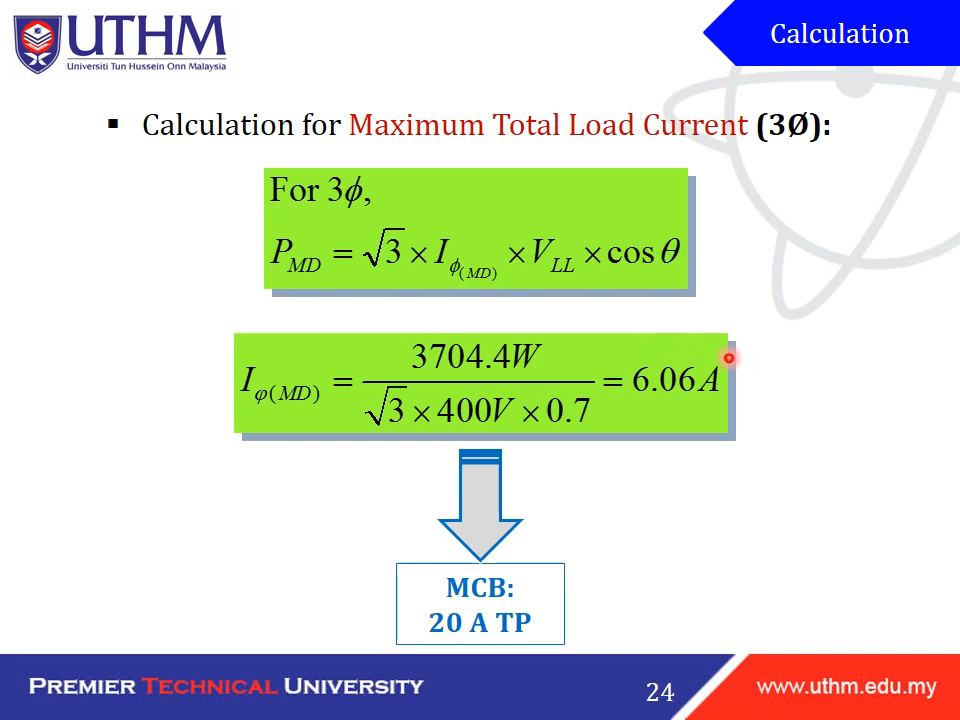 UTHM
Universiti Tun Hussein Onn Malaysia
Calculation
▪ Calculation for Maximum Total Load Current (3Ø):
For 3ϕ,
P_MD = √3 × I_ϕ(MD) × V_LL × cos θ
I_φ(MD) = 3704.4W / (√3 × 400V × 0.7) = 6.06 A
MCB:
20 A TP
PREMIER TECHNICAL UNIVERSITY
24
www.uthm.edu.my